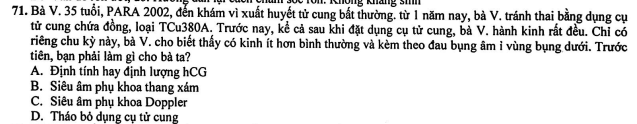 71. Bà V. 35 tuổi, PARA 2002, đến khám vì xuất huyết tử cung bất thường. từ 1 năm nay, bà V. tránh thai bằng dụng cụ
tử cung chứa đồng, loại TCu380A. Trước nay, kể cả sau khi đặt dụng cụ tử cung, bà V. hành kinh rất đều. Chỉ có
riêng chu kỳ này, bà V. cho biết thấy có kinh ít hơn bình thường và kèm theo đau bụng âm ỉ vùng bụng dưới. Trước
tiên, bạn phải làm gì cho bà ta?
A. Định tính hay định lượng hCG
B. Siêu âm phụ khoa thang xám
C. Siêu âm phụ khoa Doppler
D. Tháo bỏ dụng cụ tử cung